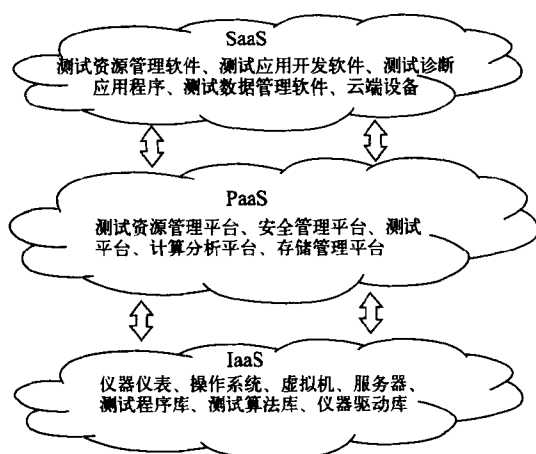 SaaS
测试资源管理软件、测试应用开发软件、测试诊断
应用程序、测试数据管理软件、云端设备
PaaS
测试资源管理平台、安全管理平台、测试
平台、计算分析平台、存储管理平台
IaaS
仪器仪表、操作系统、虚拟机、服务器、
测试程序库、测试算法库、仪器驱动库